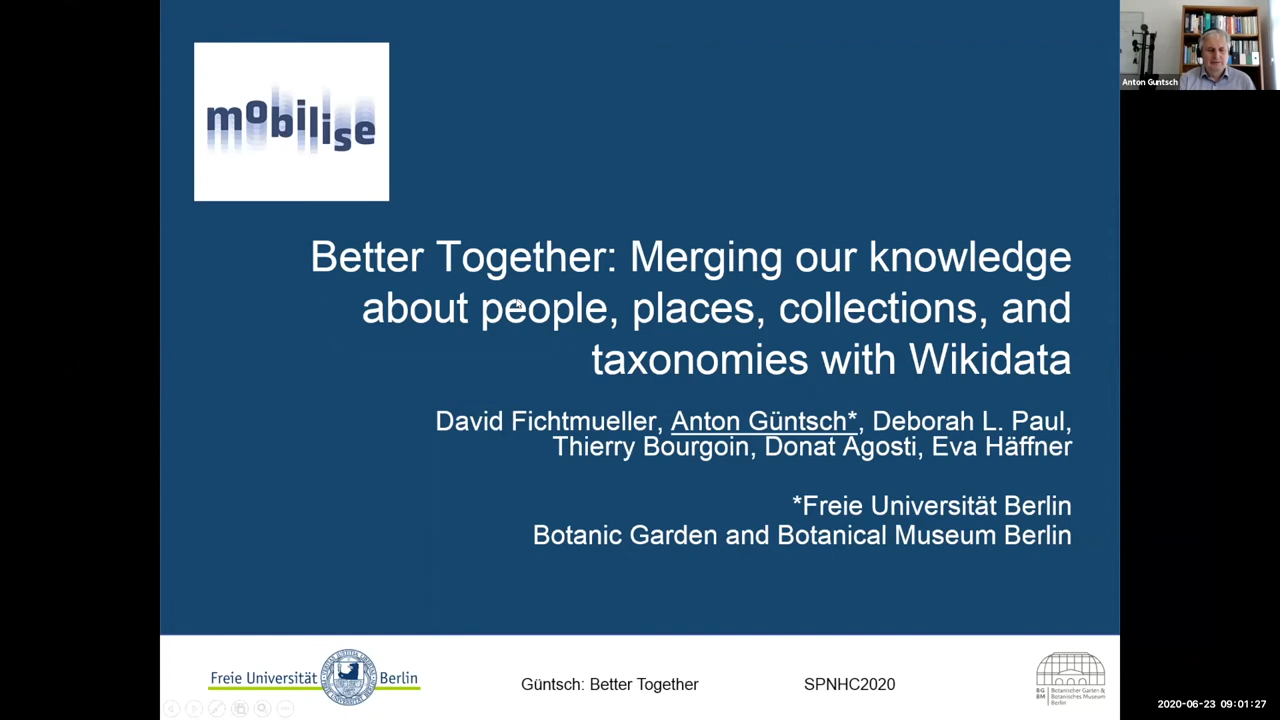 mobilise
Anton Guntsch
Better Together: Merging our knowledge
about people, places, collections, and
taxonomies with Wikidata
David Fichtmueller, Anton Güntsch*, Deborah L. Paul,
Thierry Bourgoin, Donat Agosti, Eva Häffner
*Freie Universität Berlin
Botanic Garden and Botanical Museum Berlin
Freie Universität Berlin
Güntsch: Better Together
SPNHC2020
BG
BM
Botanischer Garten &
Botanisches Museum
Berlin
2020-06-23 09:01:27